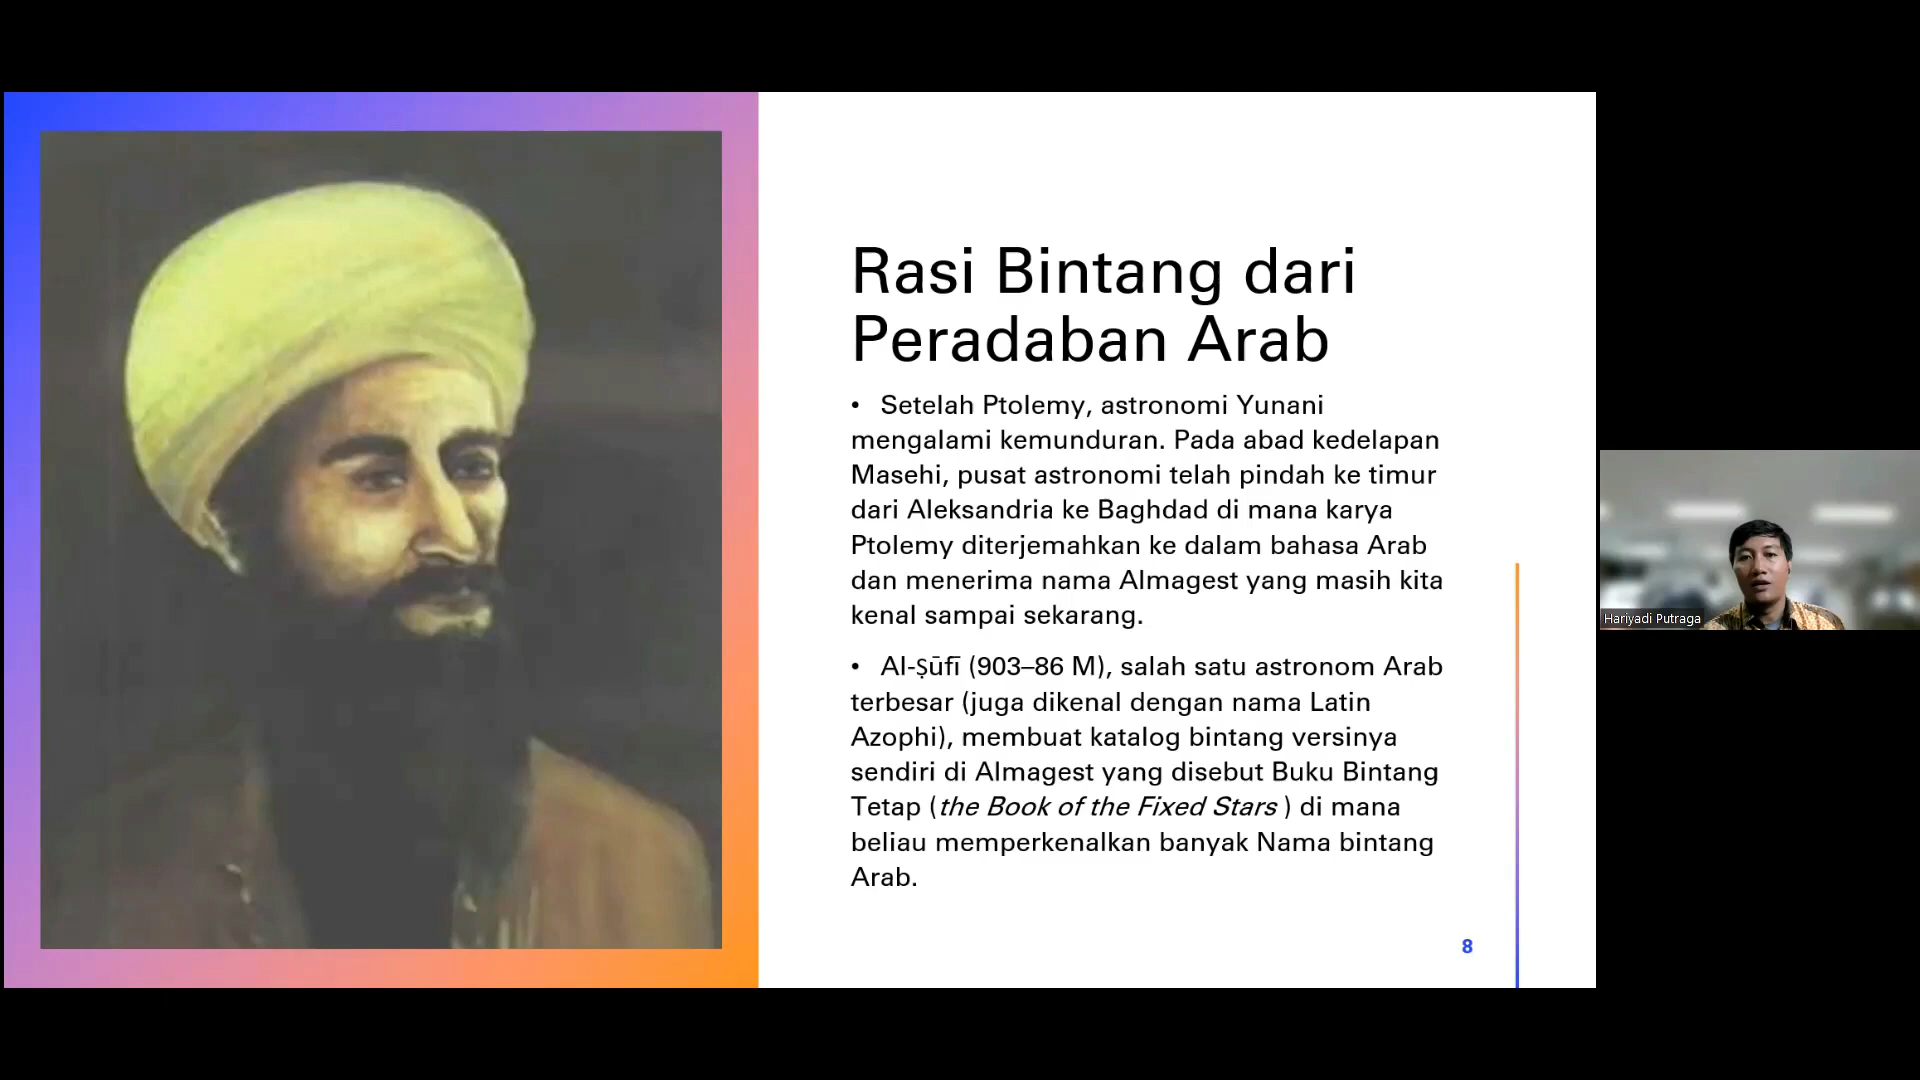 Rasi Bintang dari
Peradaban Arab
• Setelah Ptolemy, astronomi Yunani
mengalami kemunduran. Pada abad kedelapan
Masehi, pusat astronomi telah pindah ke timur
dari Aleksandria ke Baghdad di mana karya
Ptolemy diterjemahkan ke dalam bahasa Arab
dan menerima nama Almagest yang masih kita
kenal sampai sekarang.
• Al-Ṣūfī (903–86 M), salah satu astronom Arab
terbesar (juga dikenal dengan nama Latin
Azophi), membuat katalog bintang versinya
sendiri di Almagest yang disebut Buku Bintang
Tetap (the Book of the Fixed Stars ) di mana
beliau memperkenalkan banyak Nama bintang
Arab.
8
Hariyadi Putraga